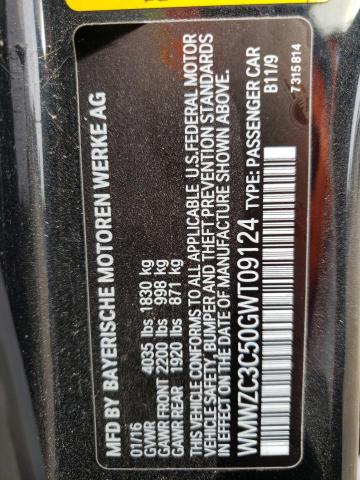 MFD BY BAYERISCHE MOTOREN WERKE AG
01/16
GVWR 4035 lbs 1830 kg
GAWR FRONT 2200 lbs 998 kg
GAWR REAR 1920 lbs 871 kg
THIS VEHICLE CONFORMS TO ALL APPLICABLE U.S. FEDERAL MOTOR
VEHICLE SAFETY, BUMPER AND THEFT PREVENTION STANDARDS
IN EFFECT ON THE DATE OF MANUFACTURE SHOWN ABOVE.
WMWZC3C50GWT09124 TYPE: PASSENGER CAR
B11/9
7 315 814